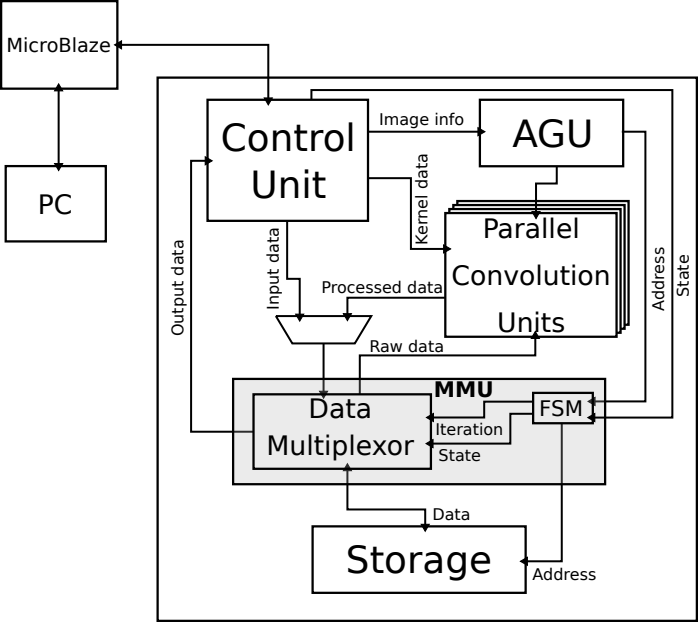 MicroBlaze
PC
Control
Unit
Image info
AGU
Kernel data
Parallel
Convolution
Units
Input data
Output data
Processed data
Raw data
Address
State
MMU
Data
Multiplexor
FSM
Iteration
State
Data
Storage
Address